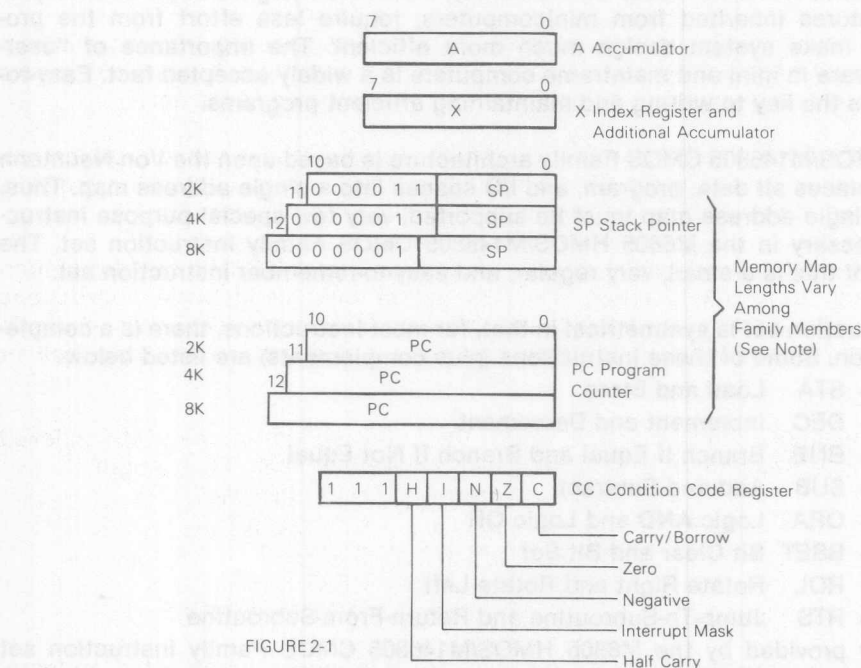 7 0
A A Accumulator
7 0
X X Index Register and
Additional Accumulator
10 0
2K 11 0 0 0 1 1 SP
4K 12 0 0 0 0 1 1 SP SP Stack Pointer
8K 0 0 0 0 0 1 SP
Memory Map
Lengths Vary
Among
Family Members
(See Note)
10 0
2K 11 PC
4K 12 PC PC Program
Counter
8K PC
1 1 1 H I N Z C CC Condition Code Register
Carry/Borrow
Zero
Negative
Interrupt Mask
Half Carry
FIGURE 2-1